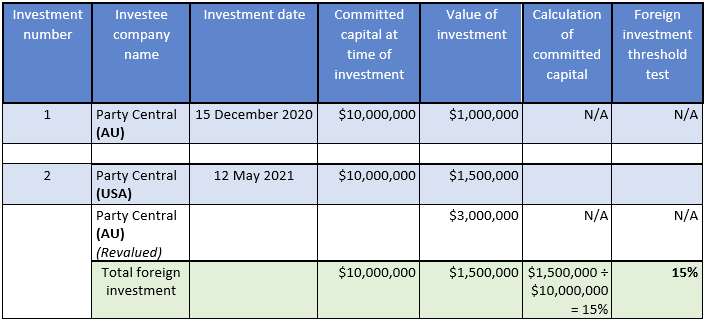 Investment number
Investee company name
Investment date
Committed capital at time of investment
Value of investment
Calculation of committed capital
Foreign investment threshold test
1
Party Central
(AU)
15 December 2020
$10,000,000
$1,000,000
N/A
N/A
2
Party Central
(USA)
12 May 2021
$10,000,000
$1,500,000
Party Central
(AU)
(Revalued)
$3,000,000
N/A
N/A
Total foreign
investment
$10,000,000
$1,500,000
$1,500,000 ÷
$10,000,000
= 15%
15%